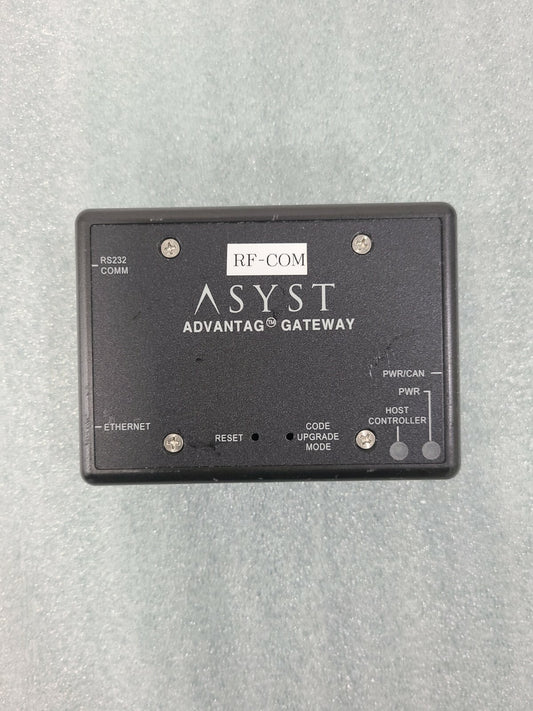 RF-COM
RS232
COMM
ASYST
ADVANTAG™ GATEWAY
PWR/CAN
PWR
HOST
CONTROLLER
ETHERNET
RESET
CODE
UPGRADE
MODE